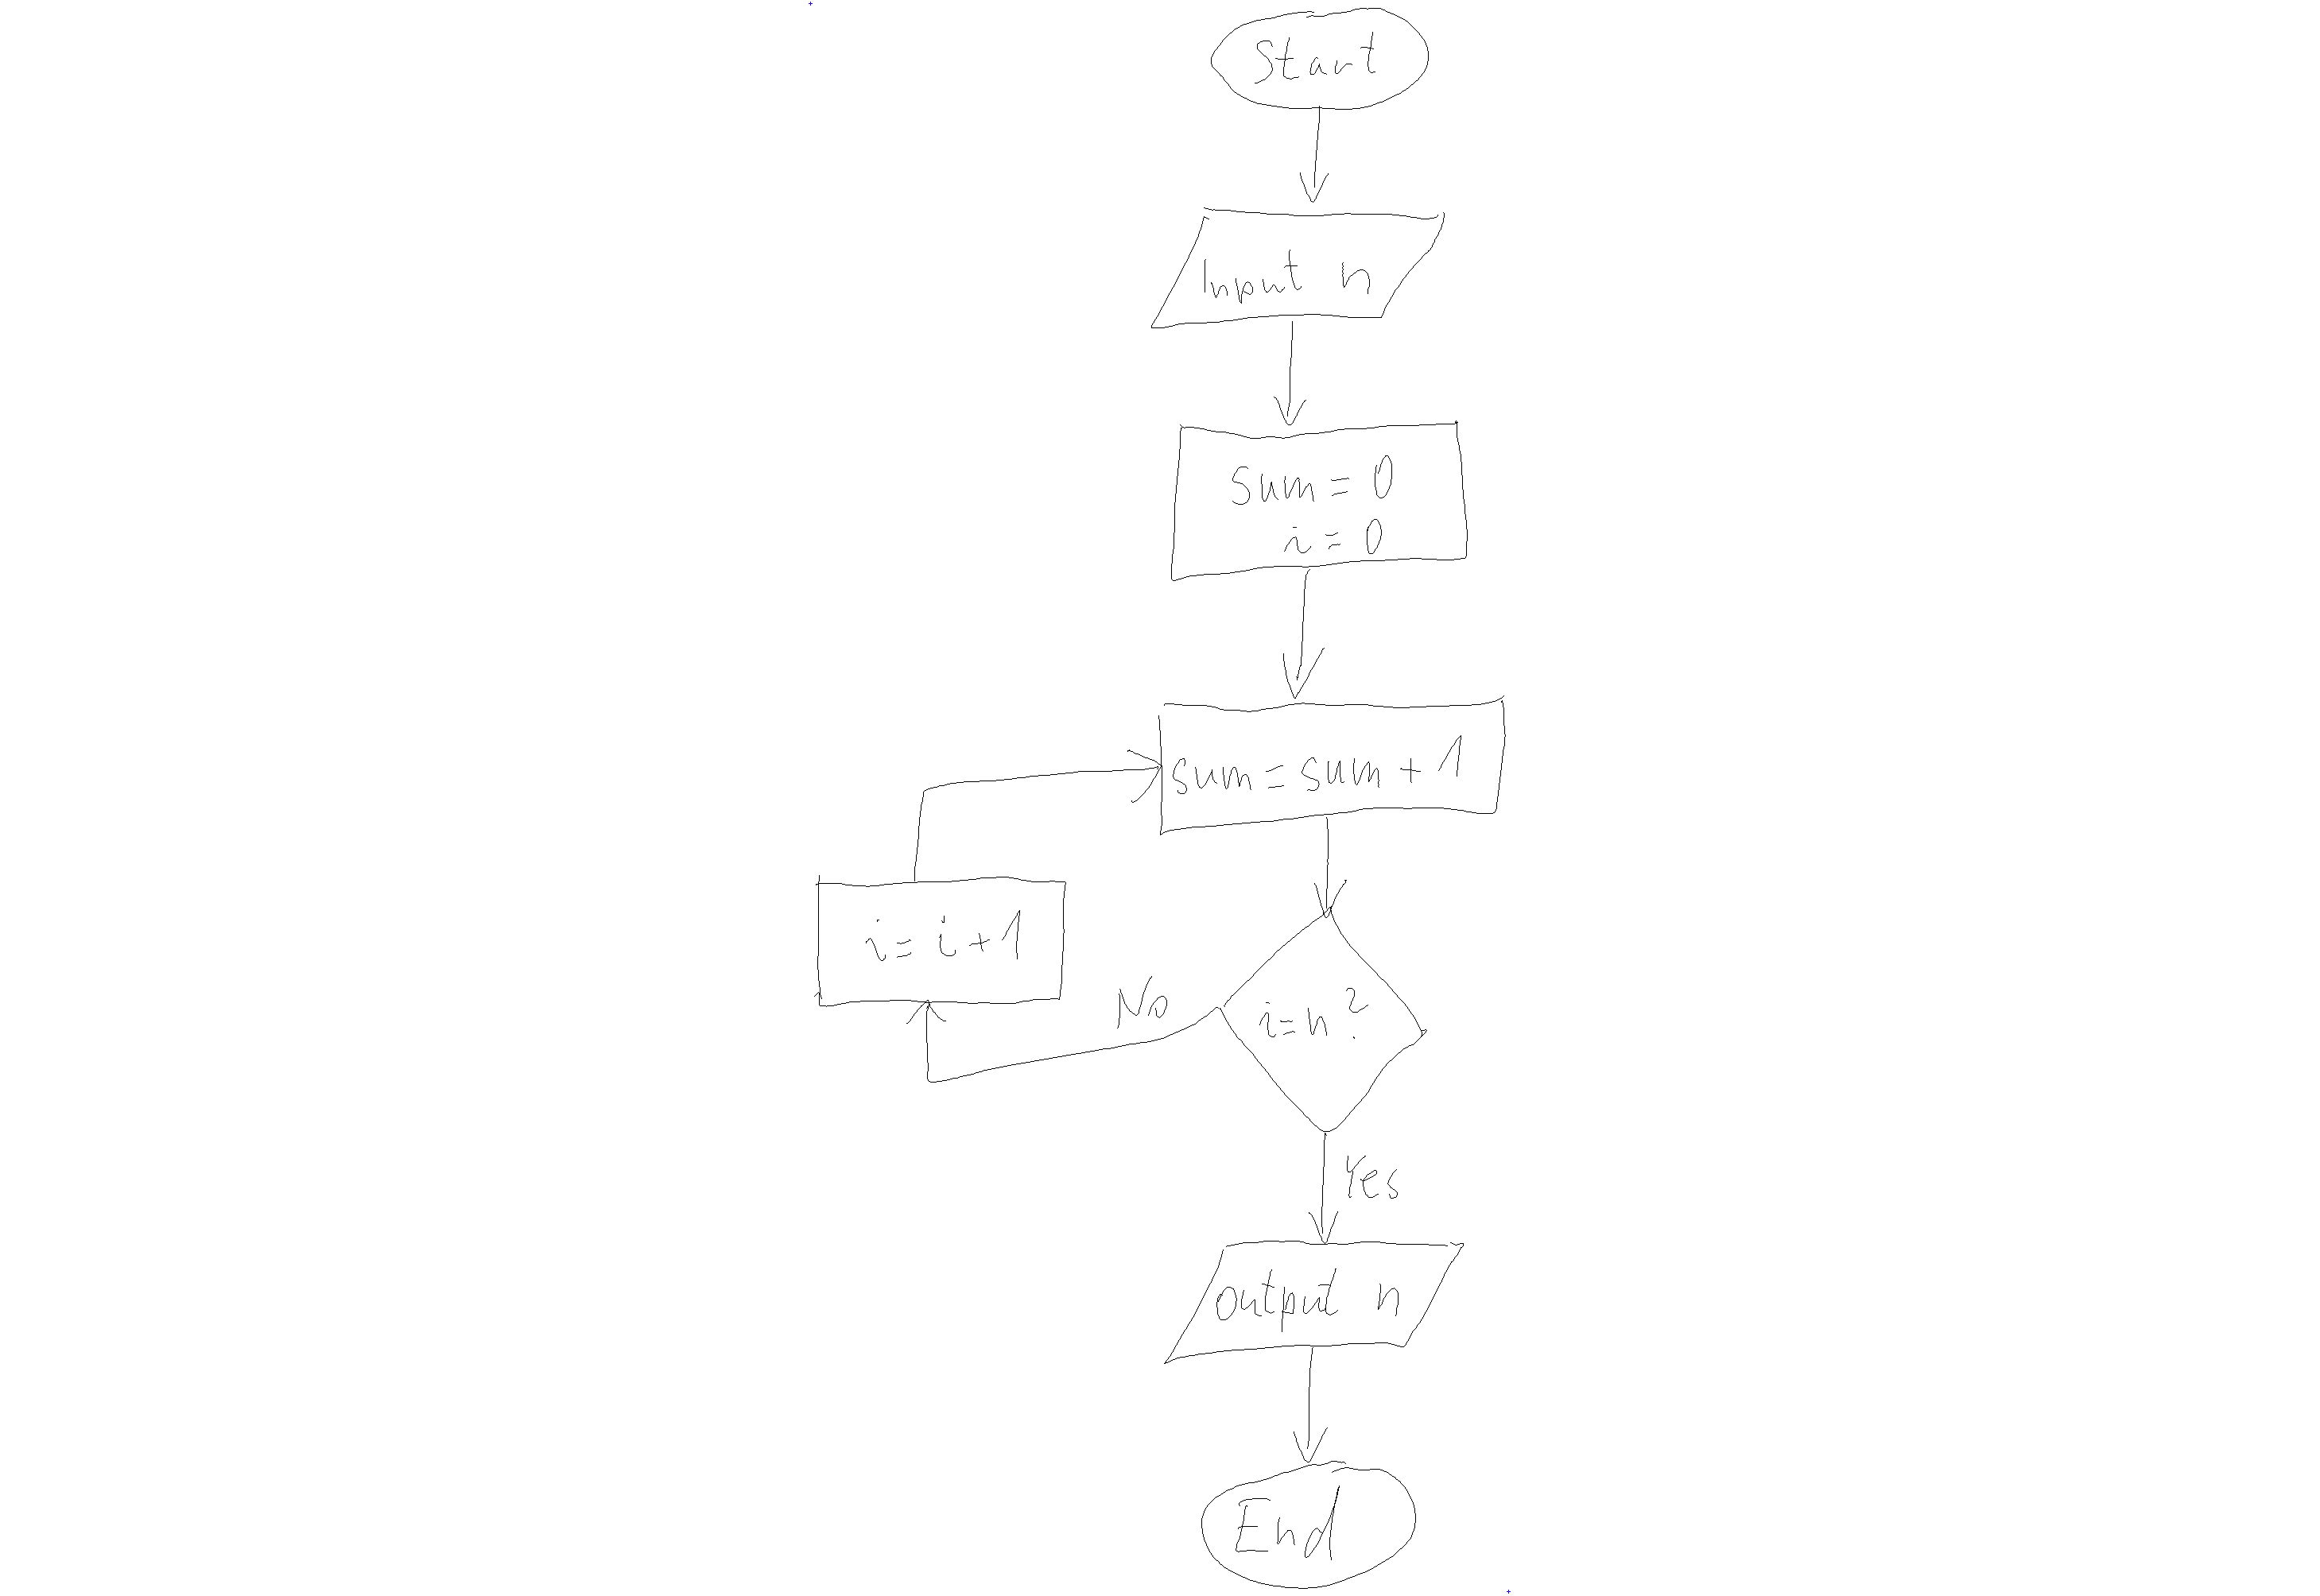 Start
Input n
sum = 0
i = 0
sum = sum + 1
i = i + 1
No
i = n?
Yes
Output n
End